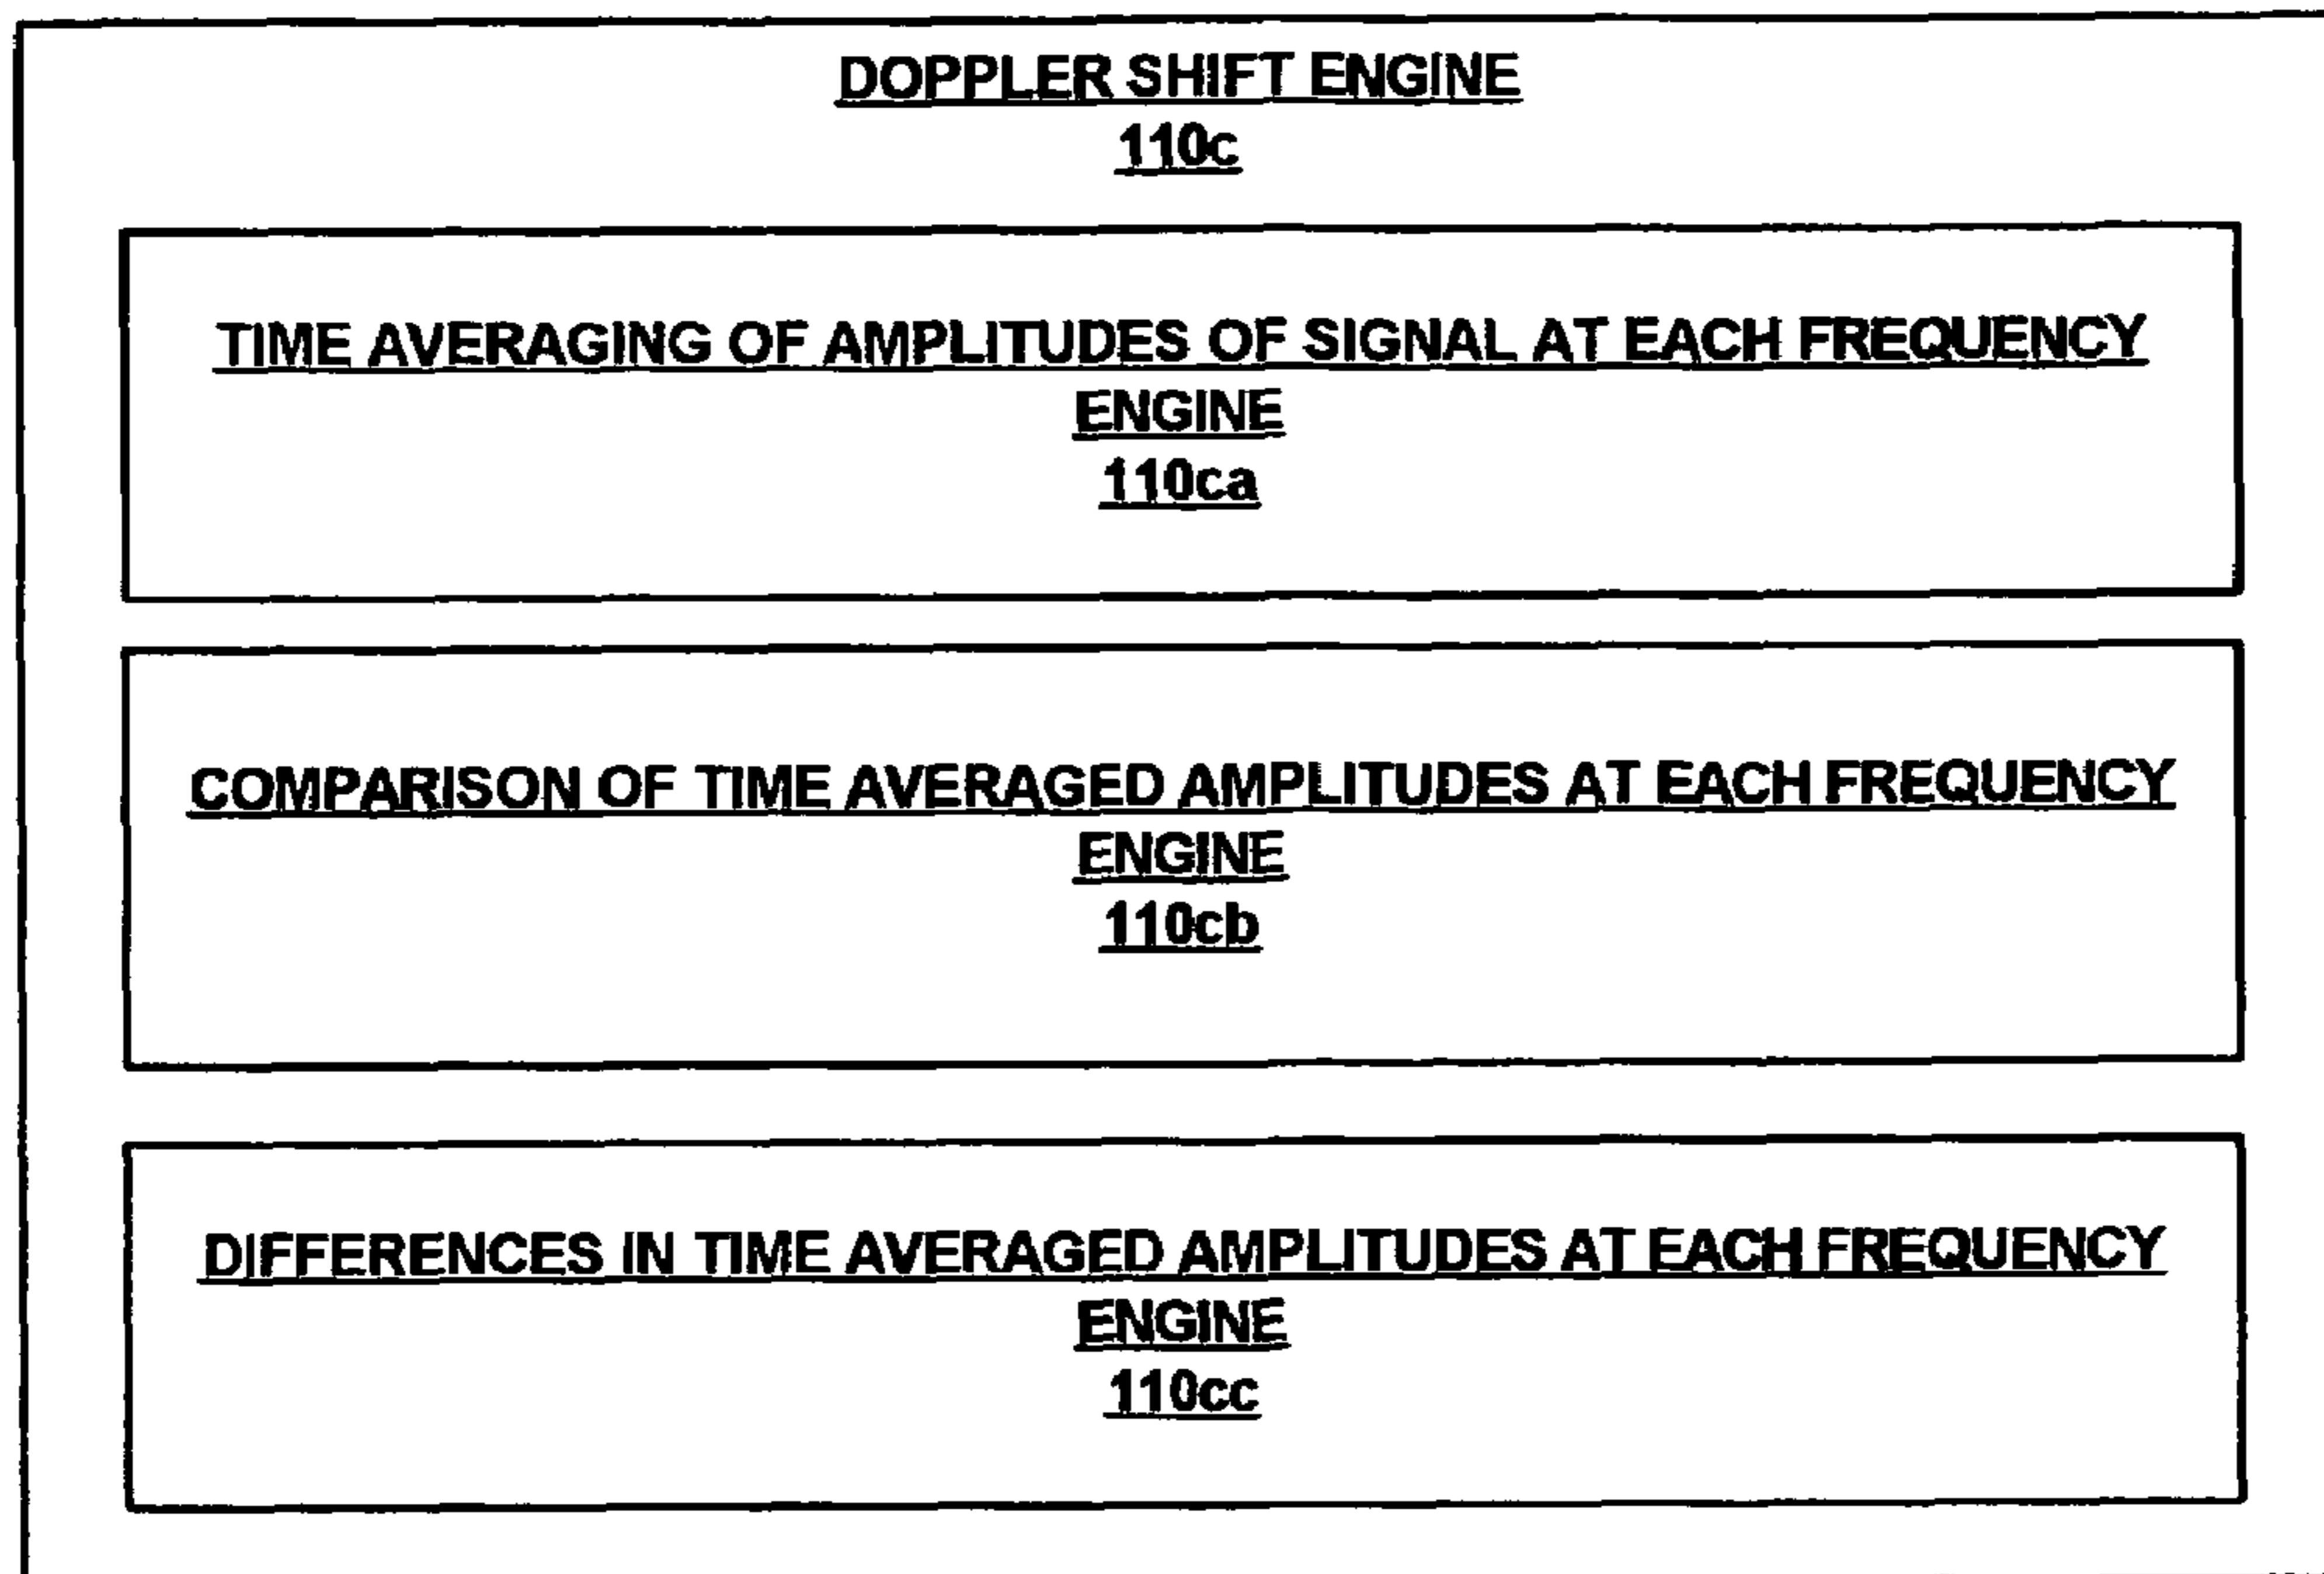 DOPPLER SHIFT ENGINE
110c
TIME AVERAGING OF AMPLITUDES OF SIGNAL AT EACH FREQUENCY
ENGINE
110ca
COMPARISON OF TIME AVERAGED AMPLITUDES AT EACH FREQUENCY
ENGINE
110cb
DIFFERENCES IN TIME AVERAGED AMPLITUDES AT EACH FREQUENCY
ENGINE
110cc